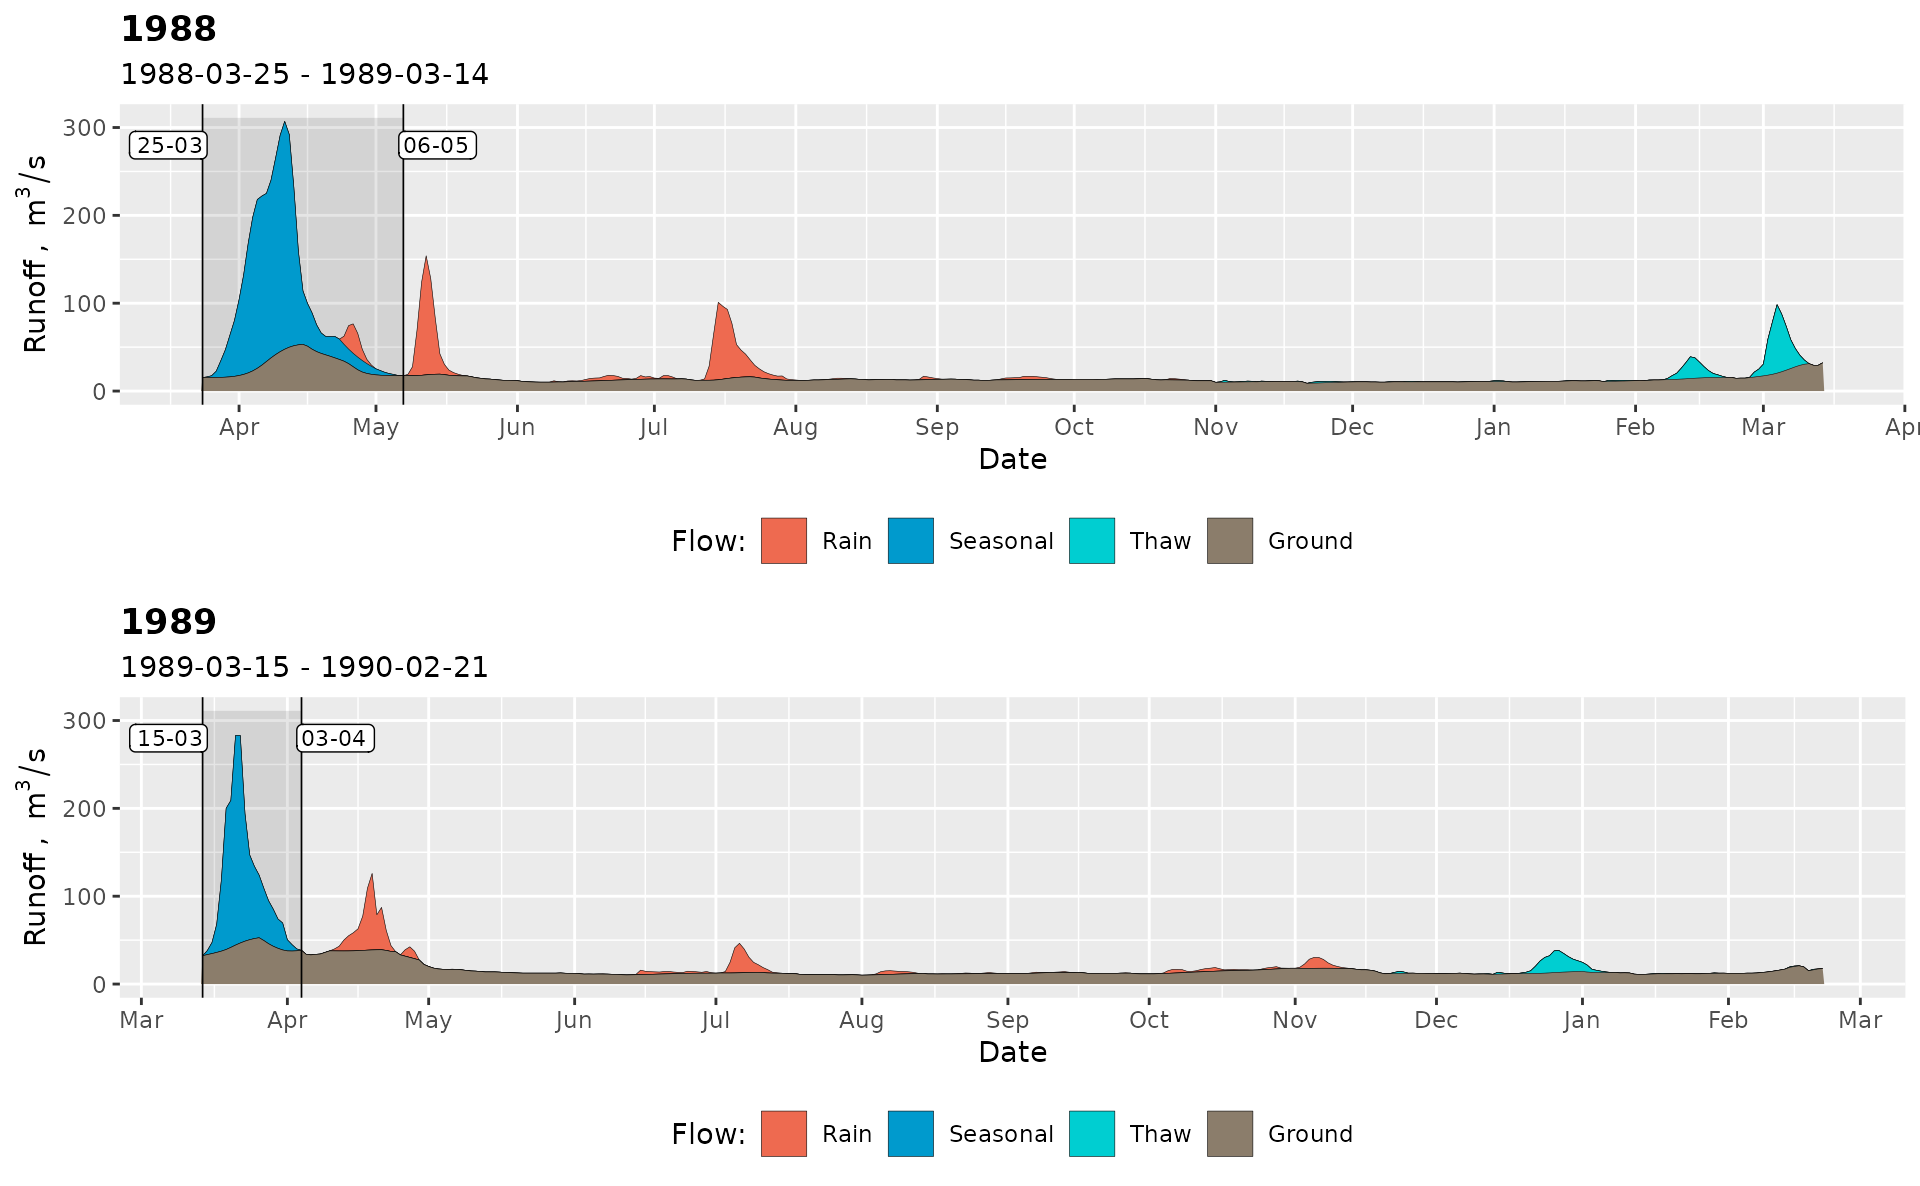 1988
1988-03-25 - 1989-03-14
300
200
100
0
Runoff , m³/s
25-03
06-05
Apr May Jun Jul Aug Sep Oct Nov Dec Jan Feb Mar Apr
Date
Flow: Rain Seasonal Thaw Ground
1989
1989-03-15 - 1990-02-21
300
200
100
0
Runoff , m³/s
15-03
03-04
Mar Apr May Jun Jul Aug Sep Oct Nov Dec Jan Feb Mar
Date
Flow: Rain Seasonal Thaw Ground